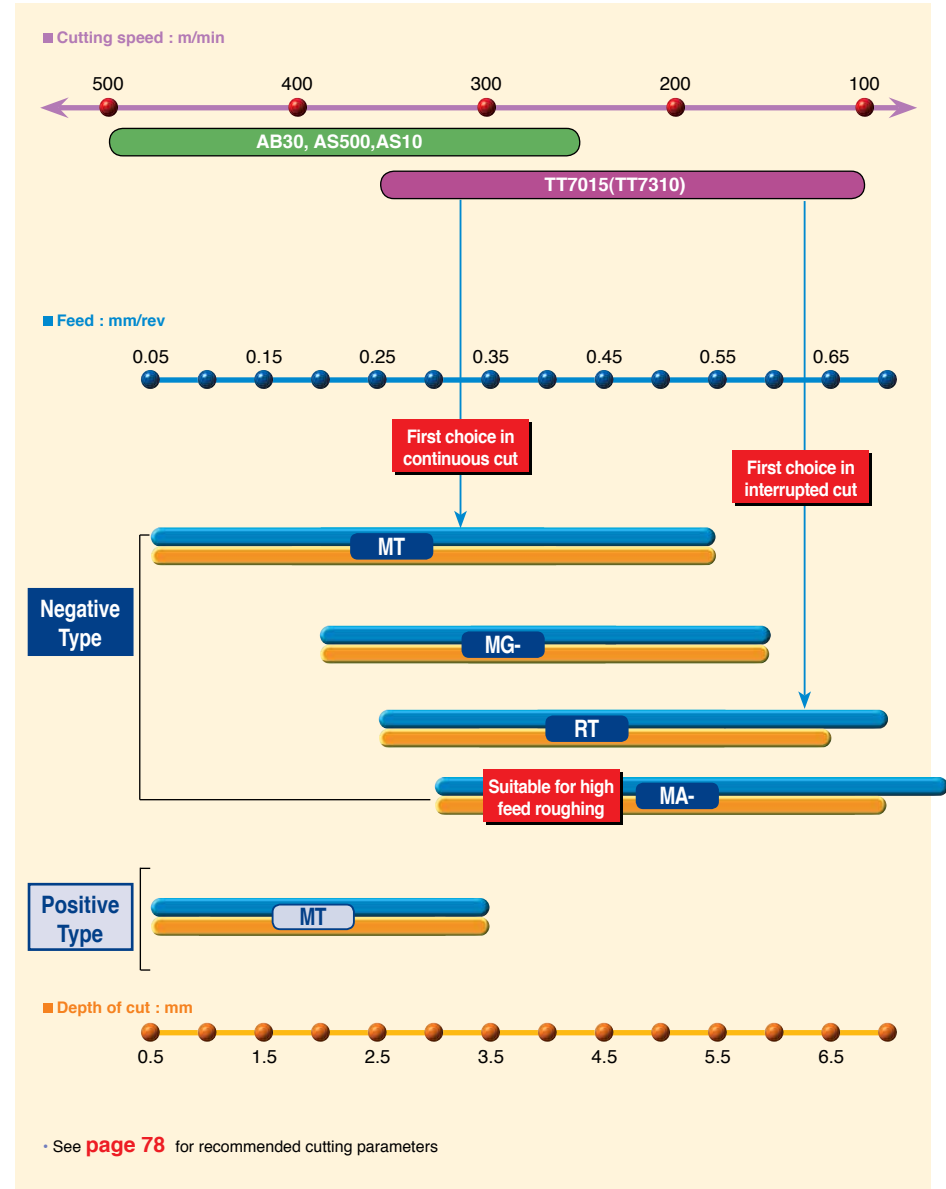 Cutting speed : m/min
500 400 300 200 100
AB30, AS500,AS10
TT7015(TT7310)
Feed : mm/rev
0.05 0.15 0.25 0.35 0.45 0.55 0.65
First choice in
continuous cut
First choice in
interrupted cut
MT
Negative
Type
MG-
RT
Suitable for high
feed roughing
MA-
Positive
Type
MT
Depth of cut : mm
0.5 1.5 2.5 3.5 4.5 5.5 6.5
· See page 78 for recommended cutting parameters